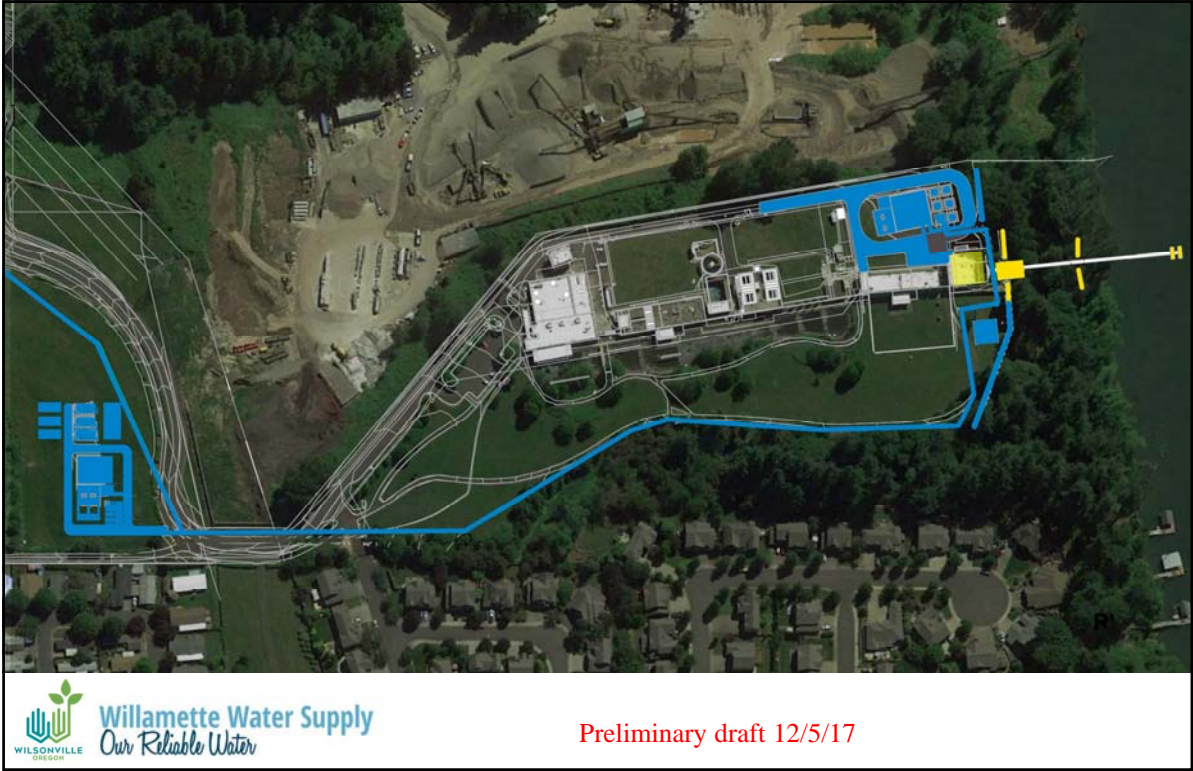 Willamette Water Supply
Our Reliable Water
WILSONVILLE
OREGON
Preliminary draft 12/5/17